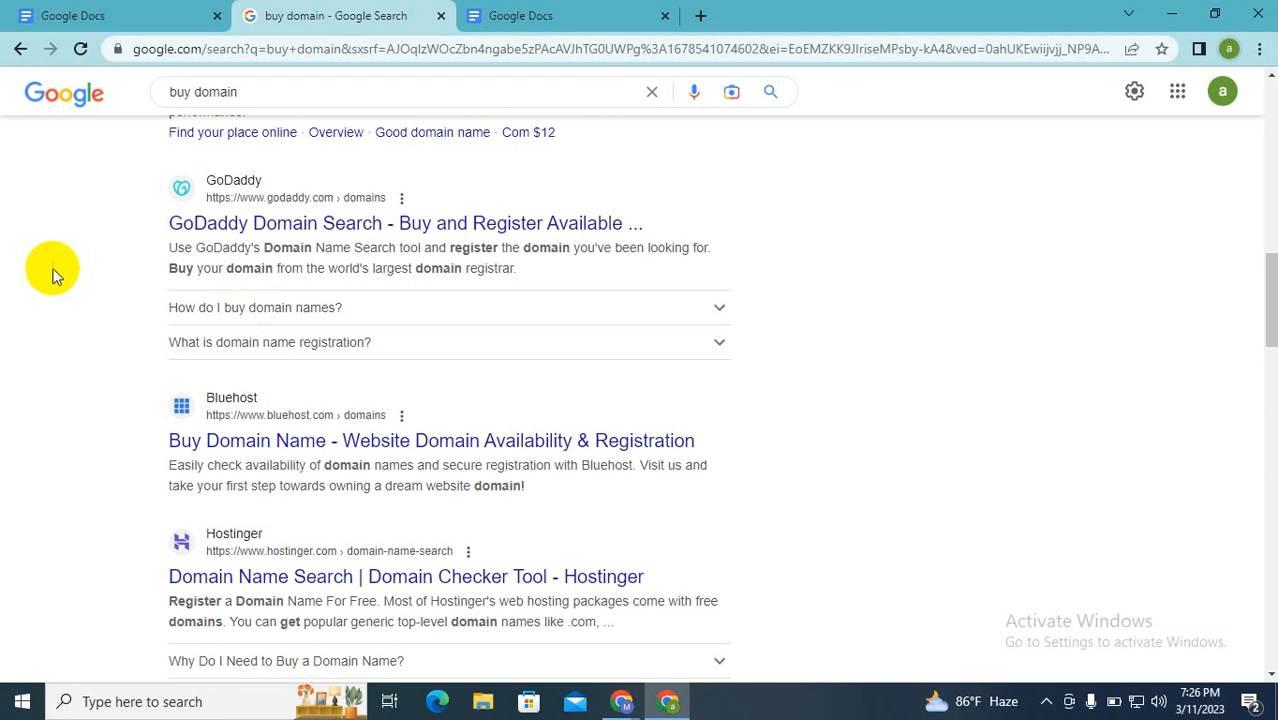 Google Docs
buy domain - Google Search
Google Docs
google.com/search?q=buy+domain&sxsrf=AJOqlzWOcZbn4ngabe5zPAcAVJhTG0UWPg%3A1678541074602&ei=EoEMZKK9JIriseMPsby-kA4&ved=0ahUKEwiijvjj_NP9A...
a
Google
buy domain
a
Find your place online · Overview · Good domain name · Com $12
GoDaddy
https://www.godaddy.com › domains
GoDaddy Domain Search - Buy and Register Available ...
Use GoDaddy's Domain Name Search tool and register the domain you've been looking for.
Buy your domain from the world's largest domain registrar.
How do I buy domain names?
What is domain name registration?
Bluehost
https://www.bluehost.com › domains
Buy Domain Name - Website Domain Availability & Registration
Easily check availability of domain names and secure registration with Bluehost. Visit us and
take your first step towards owning a dream website domain!
Hostinger
https://www.hostinger.com › domain-name-search
Domain Name Search | Domain Checker Tool - Hostinger
Register a Domain Name For Free. Most of Hostinger's web hosting packages come with free
domains. You can get popular generic top-level domain names like .com, ...
Why Do I Need to Buy a Domain Name?
Activate Windows
Go to Settings to activate Windows.
Type here to search
86°F Haze
7:26 PM
3/11/2023
2